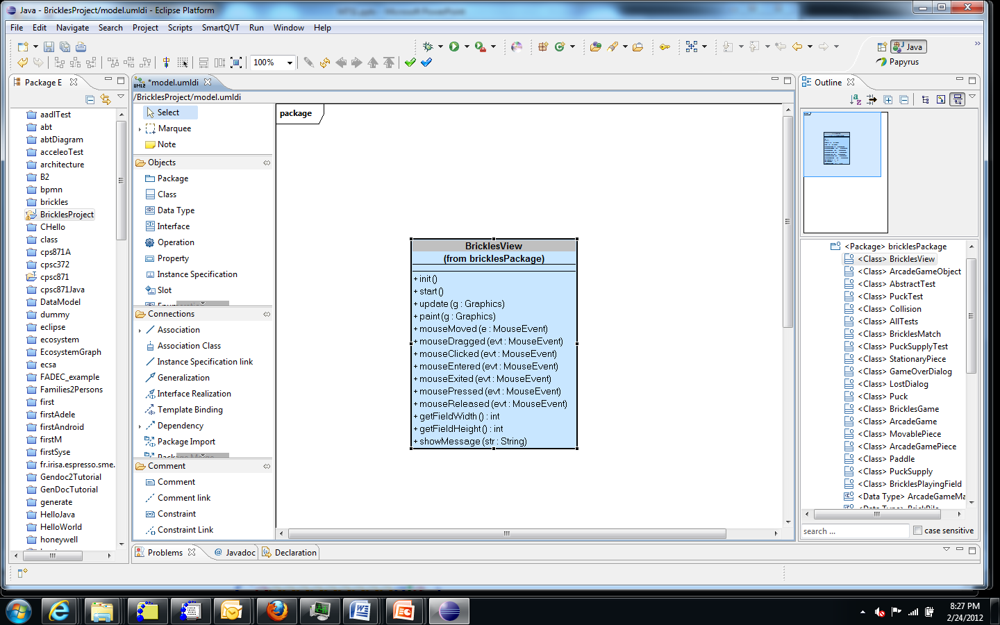 Java - BricklesProject/model.umldi - Eclipse Platform
File Edit Navigate Search Project Scripts SmartQVT Run Window Help
Java
100%
Papyrus
Package E
aadlTest
abt
abtDiagram
acceleoTest
architecture
B2
bpmn
brickles
BricklesProject
CHello
class
cps871A
cpsc372
cpsc871
cpsc871Java
DataModel
dummy
eclipse
ecosystem
EcosystemGraph
ecsa
FADEC_example
Families2Persons
first
firstAdele
firstAndroid
firstM
firstSyse
fr.irisa.espresso.sme.
Gendoc2Tutorial
GenDocTutorial
generate
HelloJava
HelloWorld
honeywell
*model.umldi
/BricklesProject/model.umldi
Select
Marquee
Note
Objects
Package
Class
Data Type
Interface
Operation
Property
Instance Specification
Slot
Connections
Association
Association Class
Instance Specification link
Generalization
Interface Realization
Template Binding
Dependency
Package Import
Comment
Comment
Comment link
Constraint
Constraint Link
package
BricklesView
(from bricklesPackage)
+ init()
+ start()
+ update (g : Graphics)
+ paint (g : Graphics)
+ mouseMoved (e : MouseEvent)
+ mouseDragged (evt : MouseEvent)
+ mouseClicked (evt : MouseEvent)
+ mouseEntered (evt : MouseEvent)
+ mouseExited (evt : MouseEvent)
+ mousePressed (evt : MouseEvent)
+ mouseReleased (evt : MouseEvent)
+ getFieldWidth () : int
+ getFieldHeight () : int
+ showMessage (str : String)
Outline
<Package> bricklesPackage
<Class> BricklesView
<Class> ArcadeGameObject
<Class> AbstractTest
<Class> PuckTest
<Class> Collision
<Class> AllTests
<Class> BricklesMatch
<Class> PuckSupplyTest
<Class> StationaryPiece
<Class> GameOverDialog
<Class> LostDialog
<Class> Puck
<Class> BricklesGame
<Class> ArcadeGame
<Class> MovablePiece
<Class> ArcadeGamePiece
<Class> Paddle
<Class> PuckSupply
<Class> BricklesPlayingField
<Data Type> ArcadeGameMa
search ...
case sensitive
Problems @ Javadoc Declaration
8:27 PM
2/24/2012